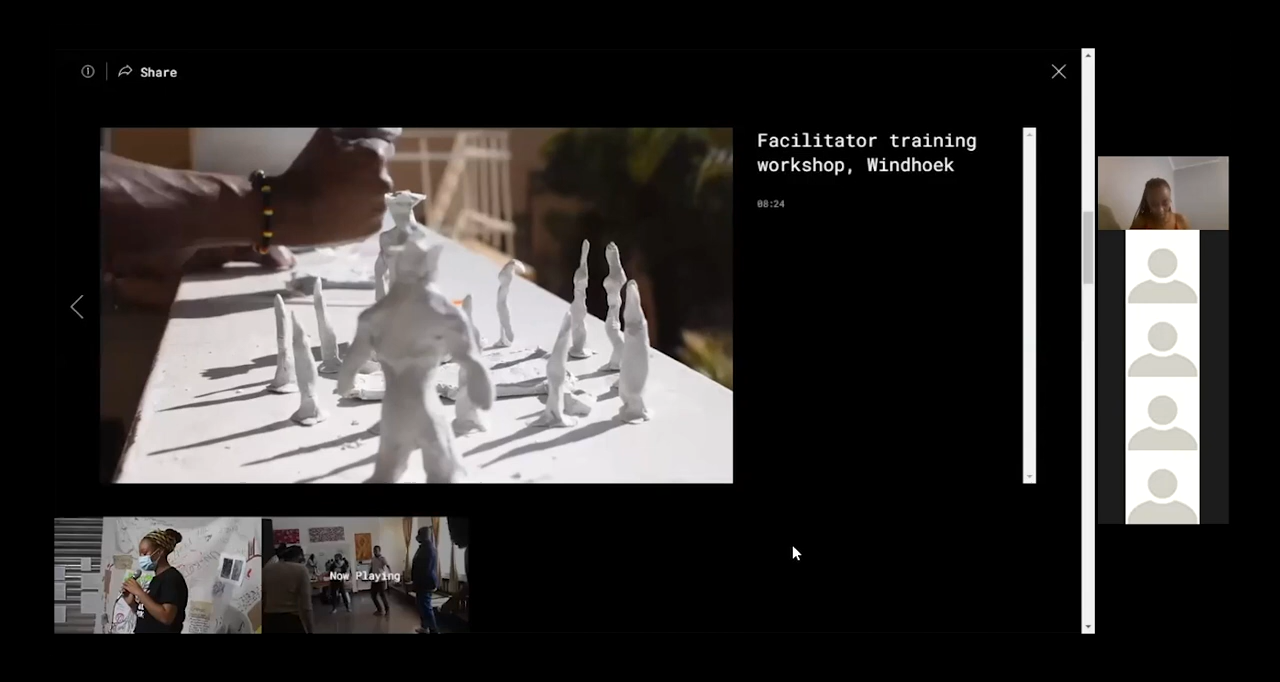 Share
Facilitator training
workshop, Windhoek
08:24
Now Playing